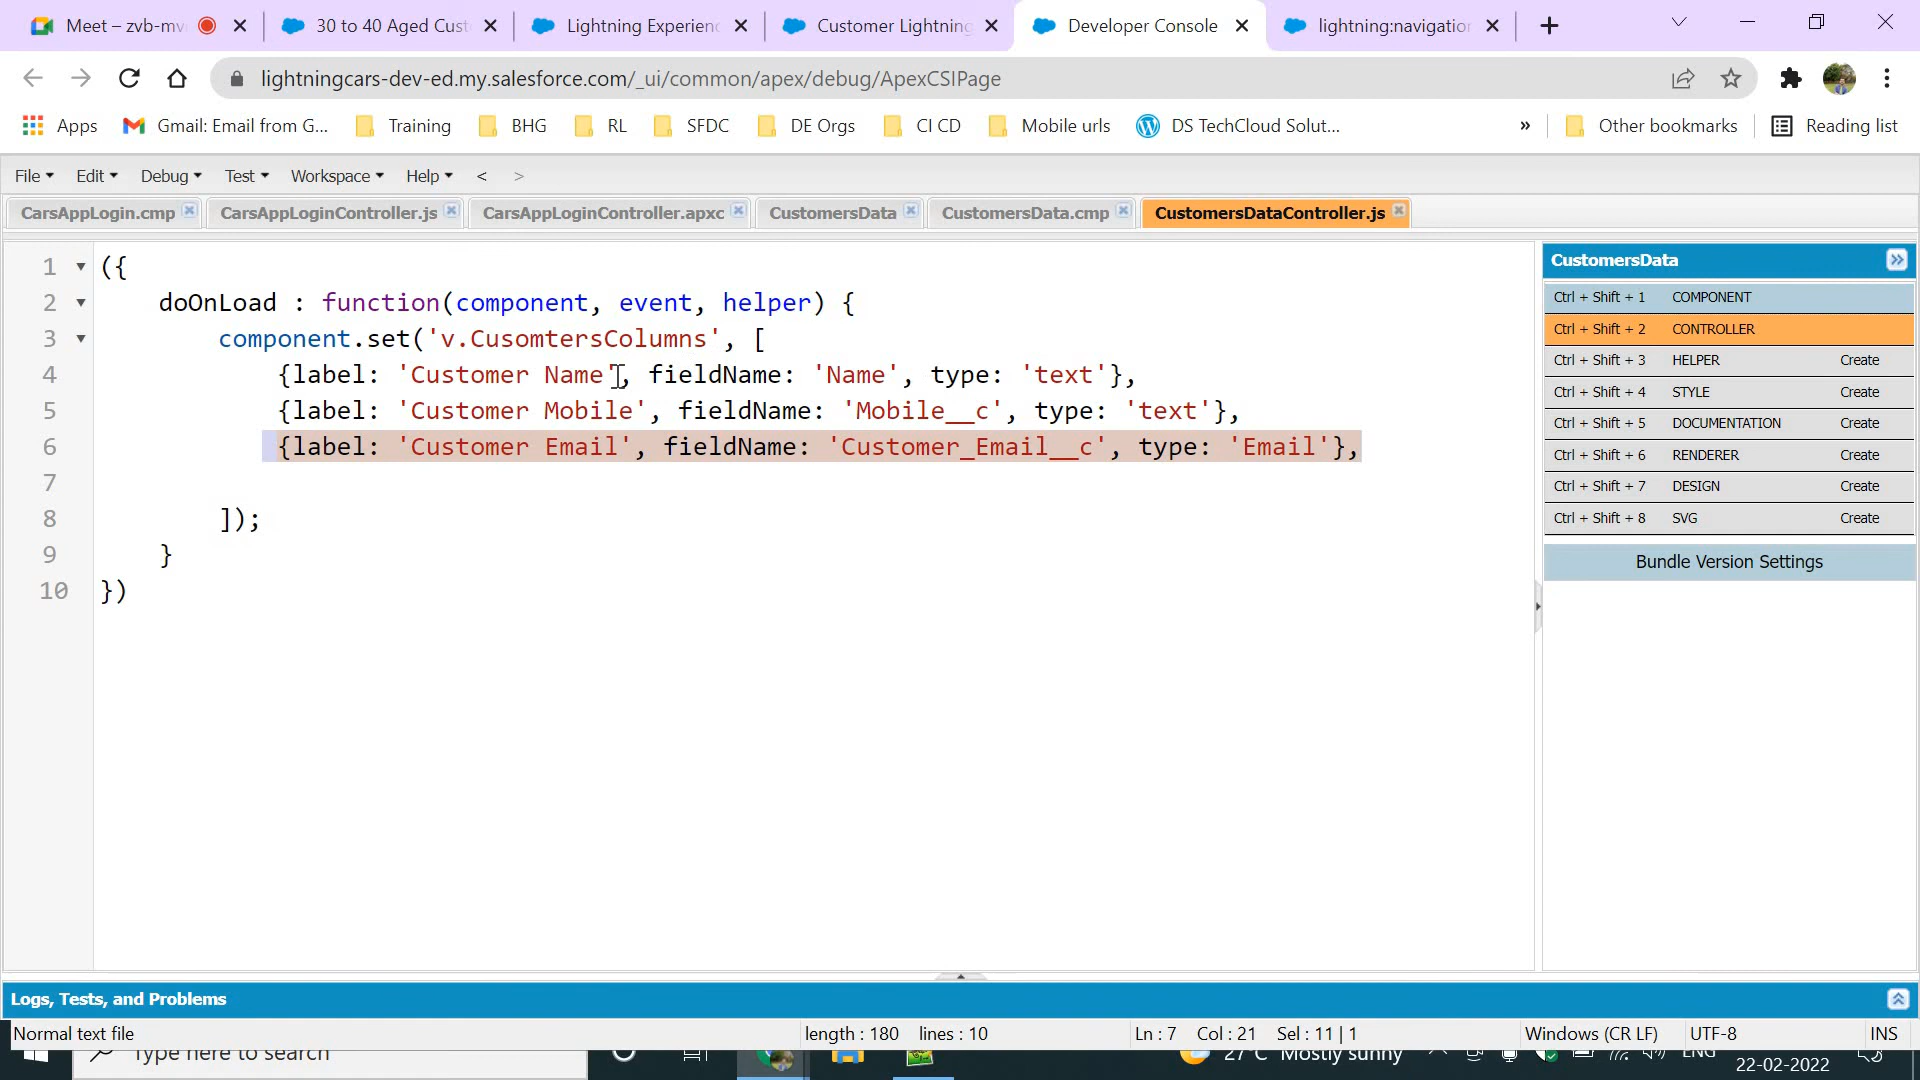 Meet – zvb-mv
30 to 40 Aged Cust
Lightning Experienc
Customer Lightning
Developer Console
lightning:navigation
lightningcars-dev-ed.my.salesforce.com/_ui/common/apex/debug/ApexCSIPage
Apps
Gmail: Email from G...
Training
BHG
RL
SFDC
DE Orgs
CI CD
Mobile urls
DS TechCloud Solut...
»
Other bookmarks
Reading list
File
Edit
Debug
Test
Workspace
Help
<
>
CarsAppLogin.cmp
CarsAppLoginController.js
CarsAppLoginController.apxc
CustomersData
CustomersData.cmp
CustomersDataController.js
1 ({
2 doOnLoad : function(component, event, helper) {
3 component.set('v.CusomtersColumns', [
4 {label: 'Customer Name', fieldName: 'Name', type: 'text'},
5 {label: 'Customer Mobile', fieldName: 'Mobile__c', type: 'text'},
6 {label: 'Customer Email', fieldName: 'Customer_Email__c', type: 'Email'},
7
8 ]);
9 }
10 })
CustomersData
Ctrl + Shift + 1 COMPONENT
Ctrl + Shift + 2 CONTROLLER
Ctrl + Shift + 3 HELPER Create
Ctrl + Shift + 4 STYLE Create
Ctrl + Shift + 5 DOCUMENTATION Create
Ctrl + Shift + 6 RENDERER Create
Ctrl + Shift + 7 DESIGN Create
Ctrl + Shift + 8 SVG Create
Bundle Version Settings
Logs, Tests, and Problems
Normal text file
length : 180 lines : 10
Ln : 7 Col : 21 Sel : 11 | 1
Windows (CR LF)
UTF-8
INS
Type here to search
27°C Mostly sunny
ENG
22-02-2022